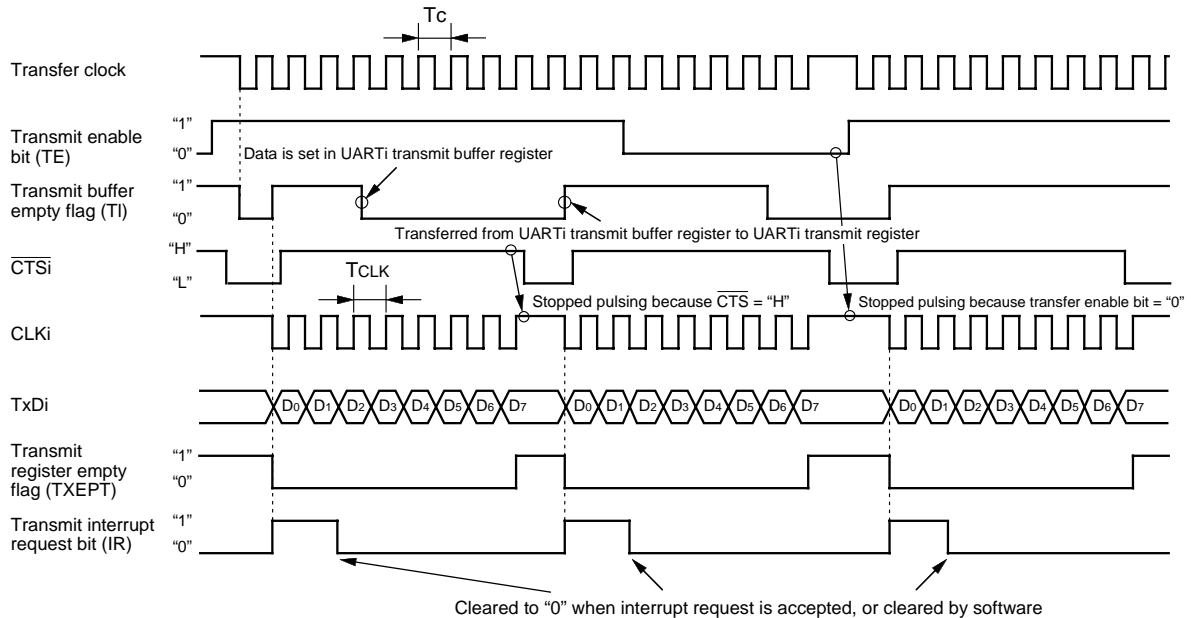 Tc
Transfer clock
Transmit enable
bit (TE)
“1”
“0”
Data is set in UARTi transmit buffer register
Transmit buffer
empty flag (TI)
“1”
“0”
Transferred from UARTi transmit buffer register to UARTi transmit register
CTSi
“H”
“L”
TCLK
Stopped pulsing because CTS = “H”
Stopped pulsing because transfer enable bit = “0”
CLKi
TxDi
D0 D1 D2 D3 D4 D5 D6 D7 D0 D1 D2 D3 D4 D5 D6 D7 D0 D1 D2 D3 D4 D5 D6 D7
Transmit
register empty
flag (TXEPT)
“1”
“0”
Transmit interrupt
request bit (IR)
“1”
“0”
Cleared to “0” when interrupt request is accepted, or cleared by software